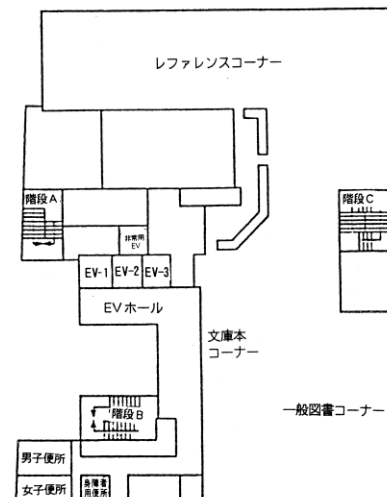 レファレンスコーナー
階段A
階段C
非常用
EV
EV-1
EV-2
EV-3
EVホール
文庫本
コーナー
階段B
一般図書コーナー
男子便所
女子便所
身障者
用便所